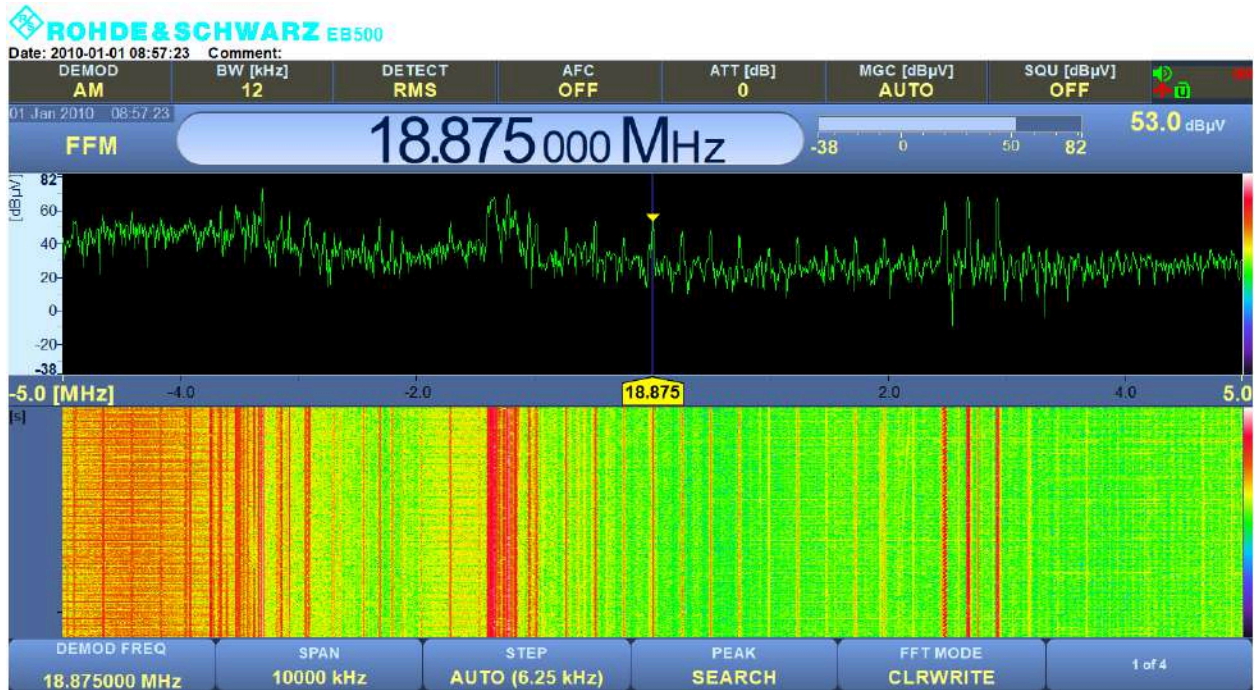 ROHDE & SCHWARZ EB500
Date: 2010-01-01 08:57:23 Comment:
DEMOD BW [kHz] DETECT AFC ATT [dB] MGC [dBµV] SQU [dBµV]
AM 12 RMS OFF 0 AUTO OFF
01 Jan 2010 08:57:23
FFM 18.875 000 MHz -38 0 50 82 53.0 dBµV
[dBµV]
82
60
40
20
0
-20
-38
-5.0 [MHz] -4.0 -2.0 18.875 2.0 4.0 5.0
[s]
DEMOD FREQ SPAN STEP PEAK FFT MODE 1 of 4
18.875000 MHz 10000 kHz AUTO (6.25 kHz) SEARCH CLRWRITE